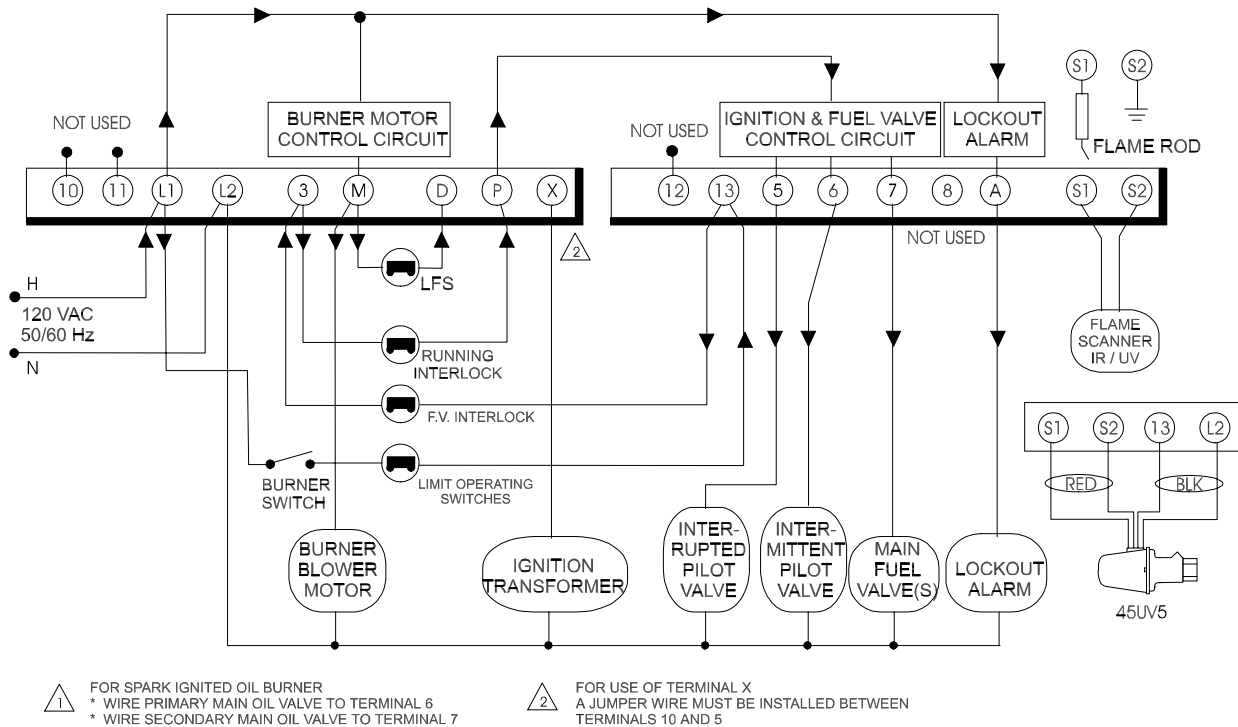 S1
S2
NOT USED
BURNER MOTOR
CONTROL CIRCUIT
NOT USED
IGNITION & FUEL VALVE
CONTROL CIRCUIT
LOCKOUT
ALARM
FLAME ROD
10
11
L1
L2
3
M
D
P
X
12
13
5
6
7
8
A
S1
S2
2
NOT USED
H
120 VAC
50/60 Hz
N
LFS
RUNNING
INTERLOCK
F.V. INTERLOCK
BURNER
SWITCH
LIMIT OPERATING
SWITCHES
FLAME
SCANNER
IR / UV
S1
S2
13
L2
RED
BLK
45UV5
BURNER
BLOWER
MOTOR
IGNITION
TRANSFORMER
INTER-
RUPTED
PILOT
VALVE
INTER-
MITTENT
PILOT
VALVE
MAIN
FUEL
VALVE(S)
LOCKOUT
ALARM
1
FOR SPARK IGNITED OIL BURNER
* WIRE PRIMARY MAIN OIL VALVE TO TERMINAL 6
* WIRE SECONDARY MAIN OIL VALVE TO TERMINAL 7
2
FOR USE OF TERMINAL X
A JUMPER WIRE MUST BE INSTALLED BETWEEN
TERMINALS 10 AND 5